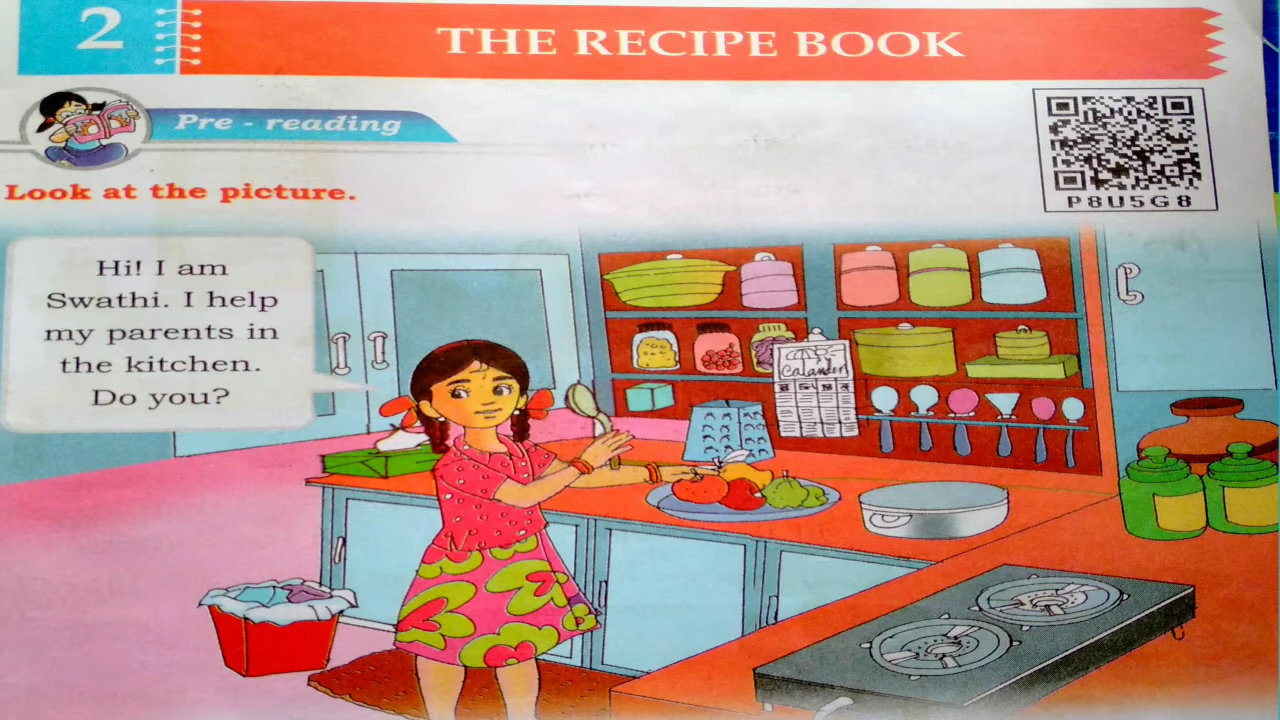 2
THE RECIPE BOOK
Pre - reading
P8U5G8
Look at the picture.
Hi! I am
Swathi. I help
my parents in
the kitchen.
Do you?
Calander